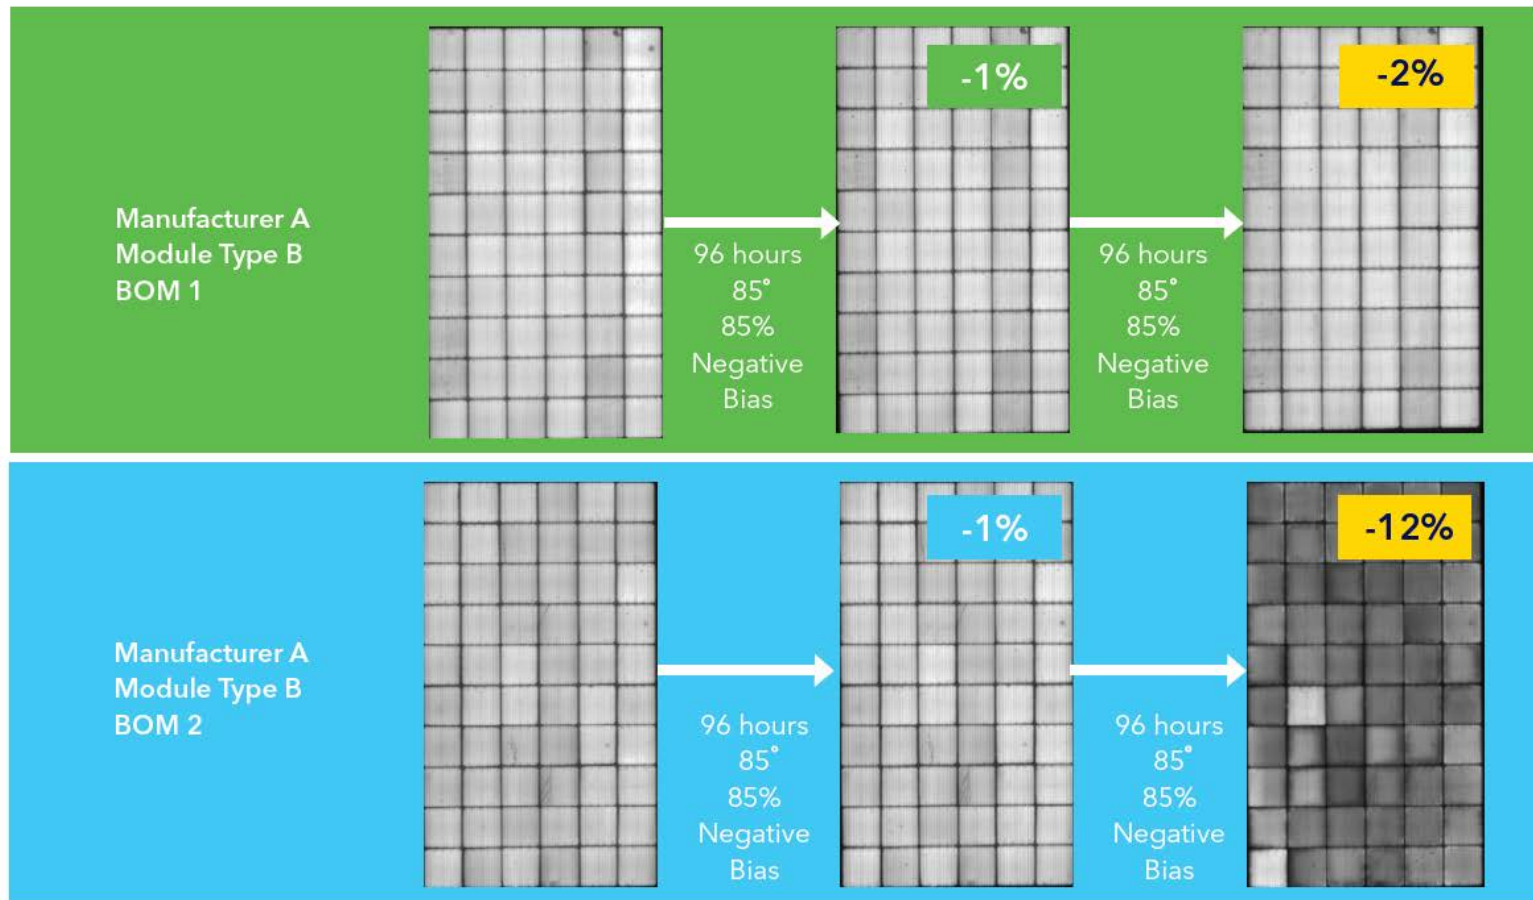 -1%
-2%
Manufacturer A
Module Type B
BOM 1
96 hours
85°
85%
Negative
Bias
96 hours
85°
85%
Negative
Bias
-1%
-12%
Manufacturer A
Module Type B
BOM 2
96 hours
85°
85%
Negative
Bias
96 hours
85°
85%
Negative
Bias